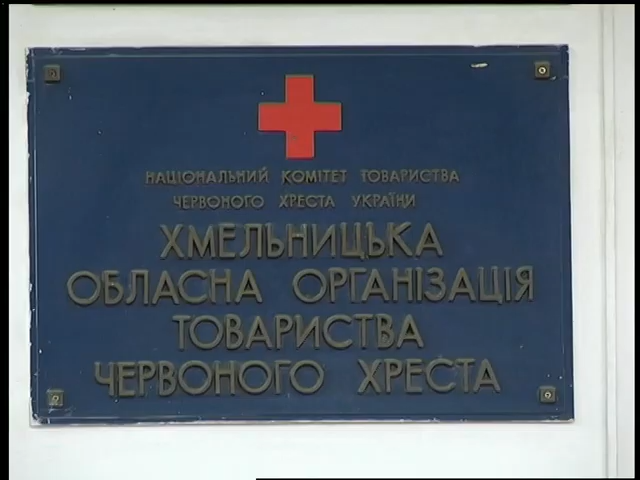 НАЦІОНАЛЬНИЙ КОМІТЕТ ТОВАРИСТВА
ЧЕРВОНОГО ХРЕСТА УКРАЇНИ
ХМЕЛЬНИЦЬКА
ОБЛАСНА ОРГАНІЗАЦІЯ
ТОВАРИСТВА
ЧЕРВОНОГО ХРЕСТА